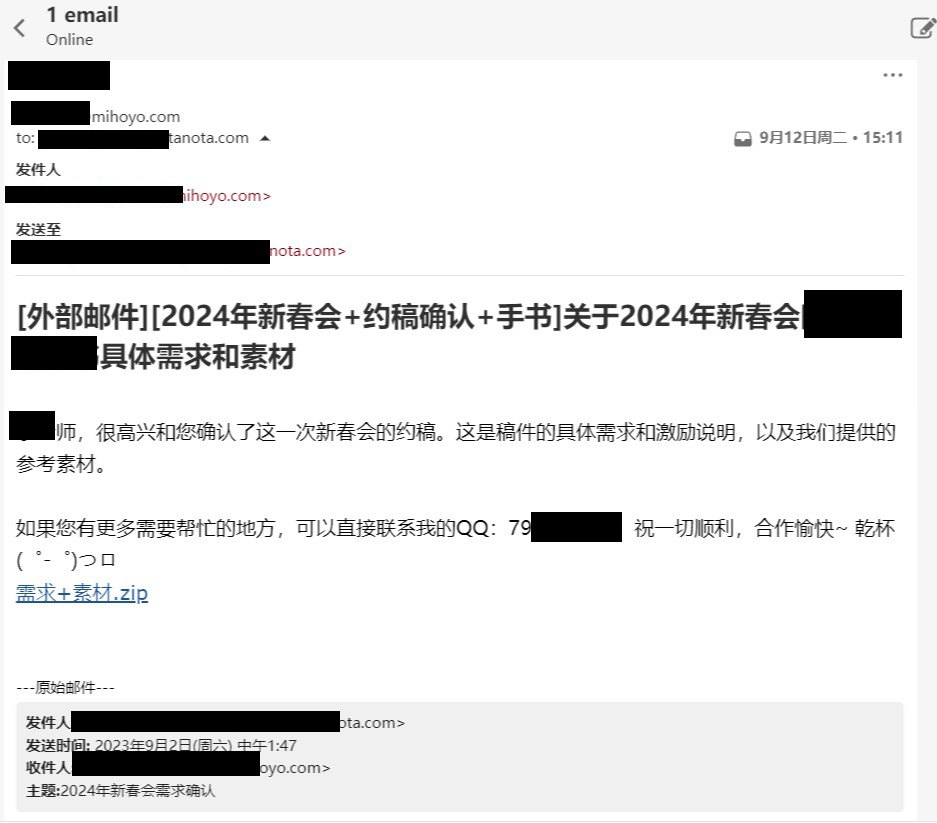 1 email
Online
mihoyo.com
to: tanota.com
9月12日周二 • 15:11
发件人
ihoyo.com>
发送至
nota.com>
[外部邮件][2024年新春会+约稿确认+手书]关于2024年新春会
具体需求和素材
师，很高兴和您确认了这一次新春会的约稿。这是稿件的具体需求和激励说明，以及我们提供的
参考素材。
如果您有更多需要帮忙的地方，可以直接联系我的QQ：79 祝一切顺利，合作愉快~ 乾杯
( ゜- ゜)つロ
需求+素材.zip
---原始邮件---
发件人 ota.com>
发送时间: 2023年9月2日(周六) 中午1:47
收件人 oyo.com>
主题:2024年新春会需求确认